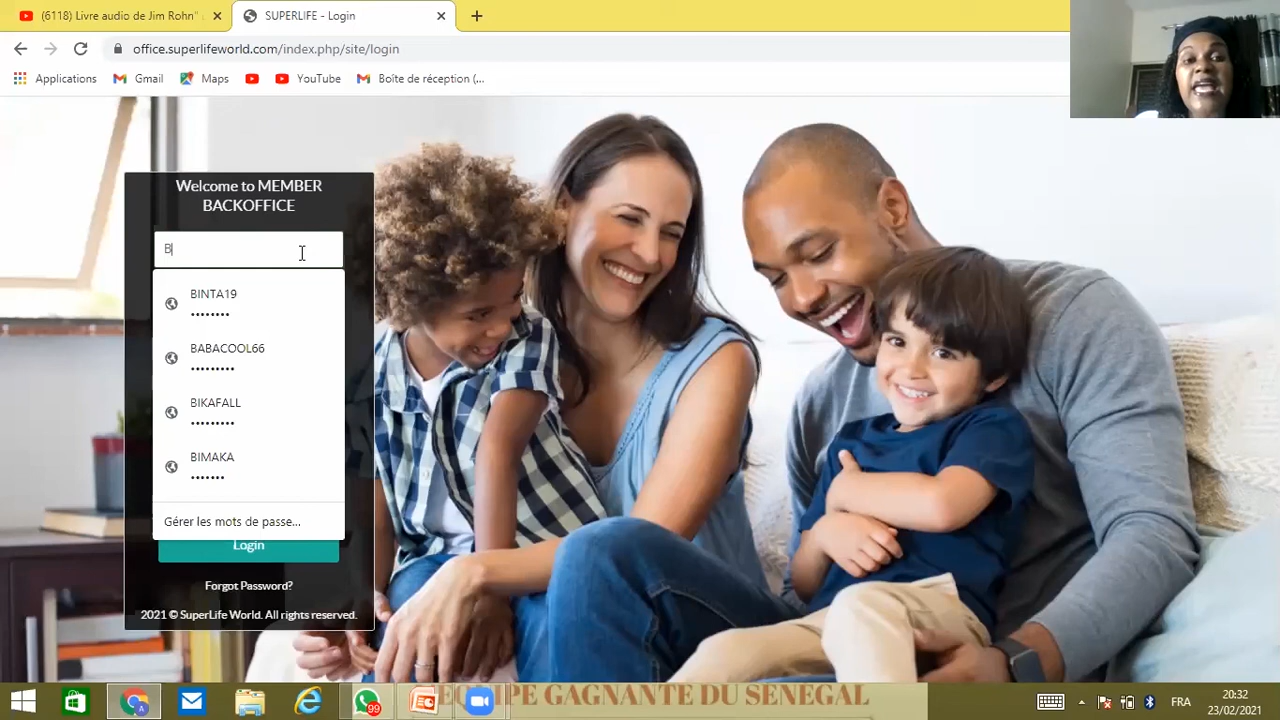 (6118) Livre audio de Jim Rohn"
SUPERLIFE - Login
office.superlifeworld.com/index.php/site/login
Applications
Gmail
Maps
YouTube
Boîte de réception (...
Welcome to MEMBER
BACKOFFICE
B
BINTA19
••••••••
BABACOOL66
•••••••••
BIKAFALL
•••••••••
BIMAKA
•••••••
Gérer les mots de passe...
Login
Forgot Password?
2021 © SuperLife World. All rights reserved.
EQUIPE GAGNANTE DU SENEGAL
99
FRA
20:32
23/02/2021